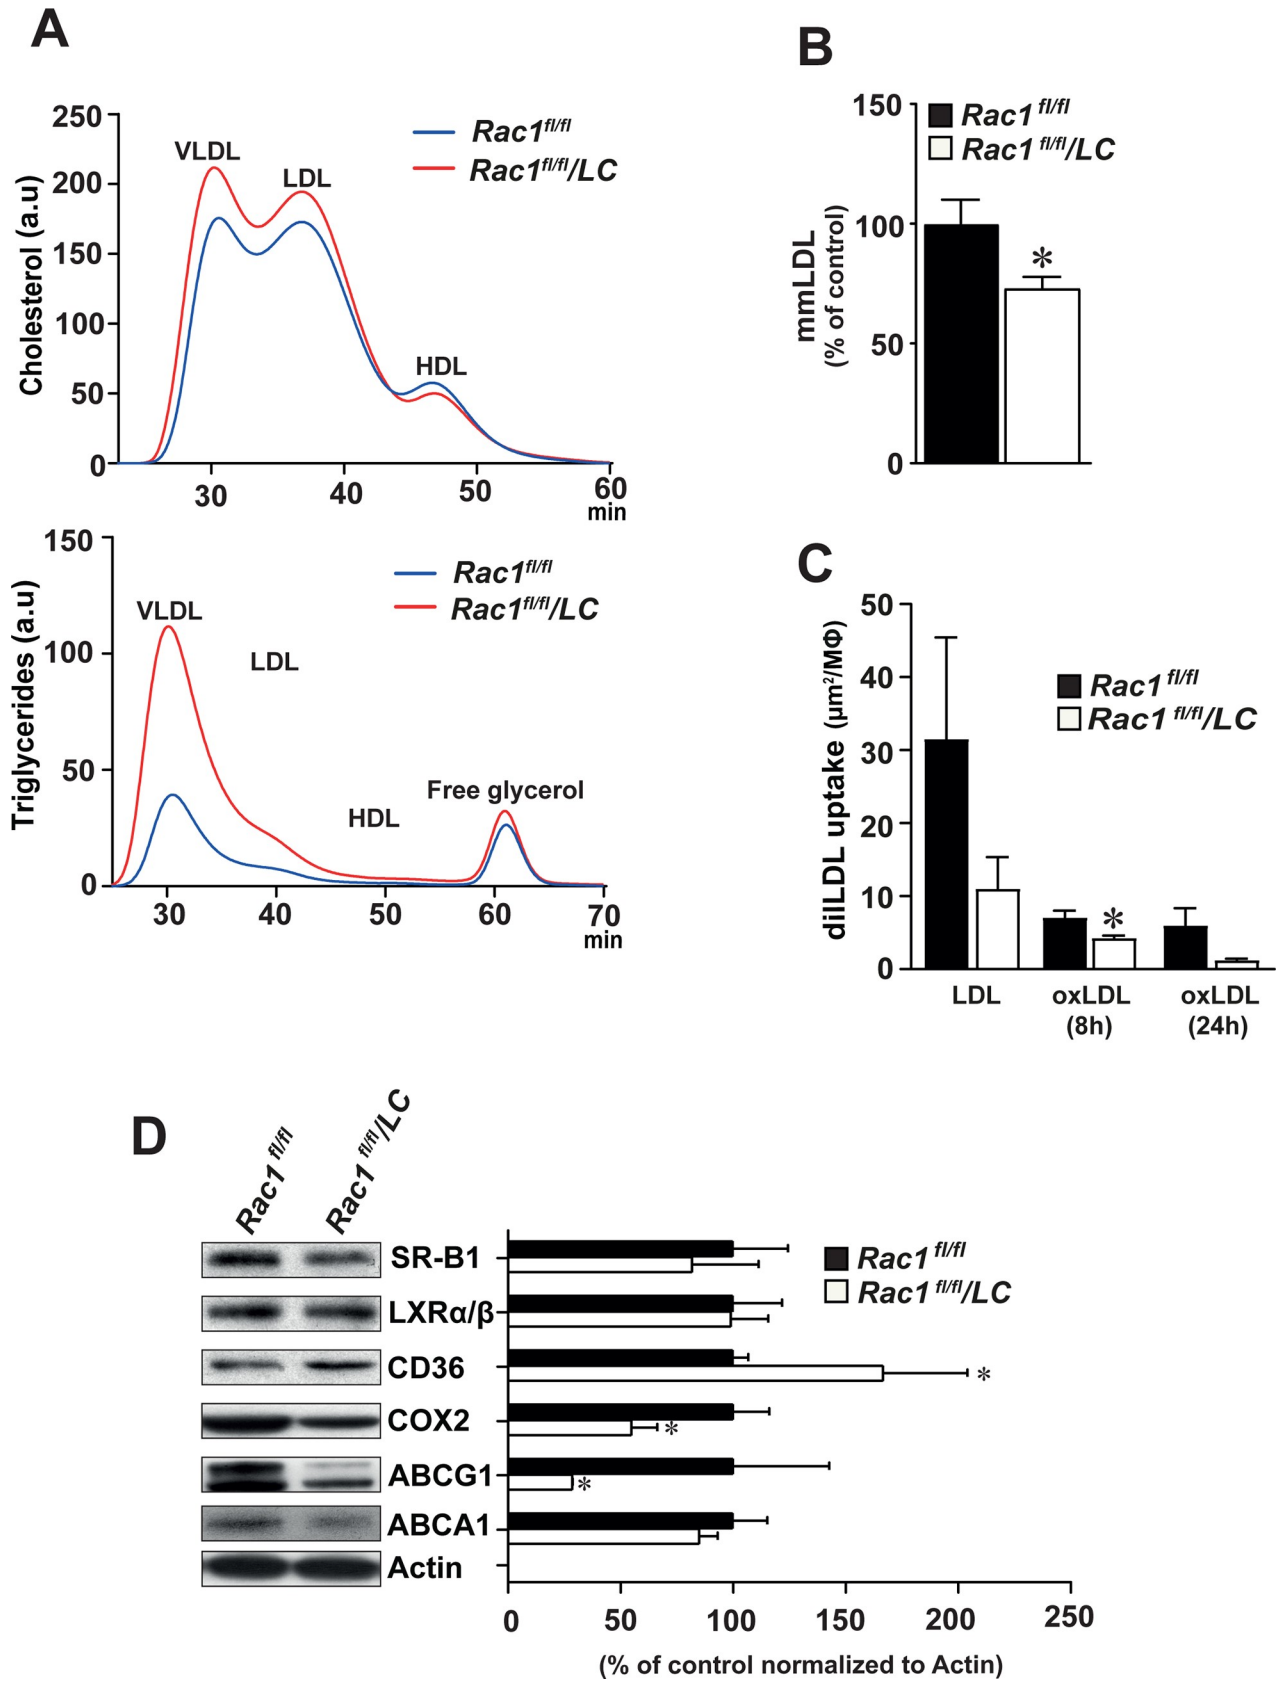 A
Cholesterol (a.u)
250
200
150
100
50
0
VLDL
LDL
HDL
Rac1fl/fl
Rac1fl/fl/LC
30
40
50
60
min
Triglycerides (a.u)
150
100
50
0
VLDL
LDL
HDL
Free glycerol
Rac1fl/fl
Rac1fl/fl/LC
30
40
50
60
70
min
B
mmLDL
(% of control)
150
100
50
0
Rac1 fl/fl
Rac1 fl/fl/LC
*
C
diILDL uptake (µm²/MΦ)
50
40
30
20
10
0
Rac1 fl/fl
Rac1 fl/fl/LC
*
LDL
oxLDL
(8h)
oxLDL
(24h)
D
Rac1 fl/fl
Rac1 fl/fl/LC
SR-B1
LXRα/β
CD36
COX2
ABCG1
ABCA1
Actin
*
*
*
Rac1 fl/fl
Rac1 fl/fl/LC
0
50
100
150
200
250
(% of control normalized to Actin)